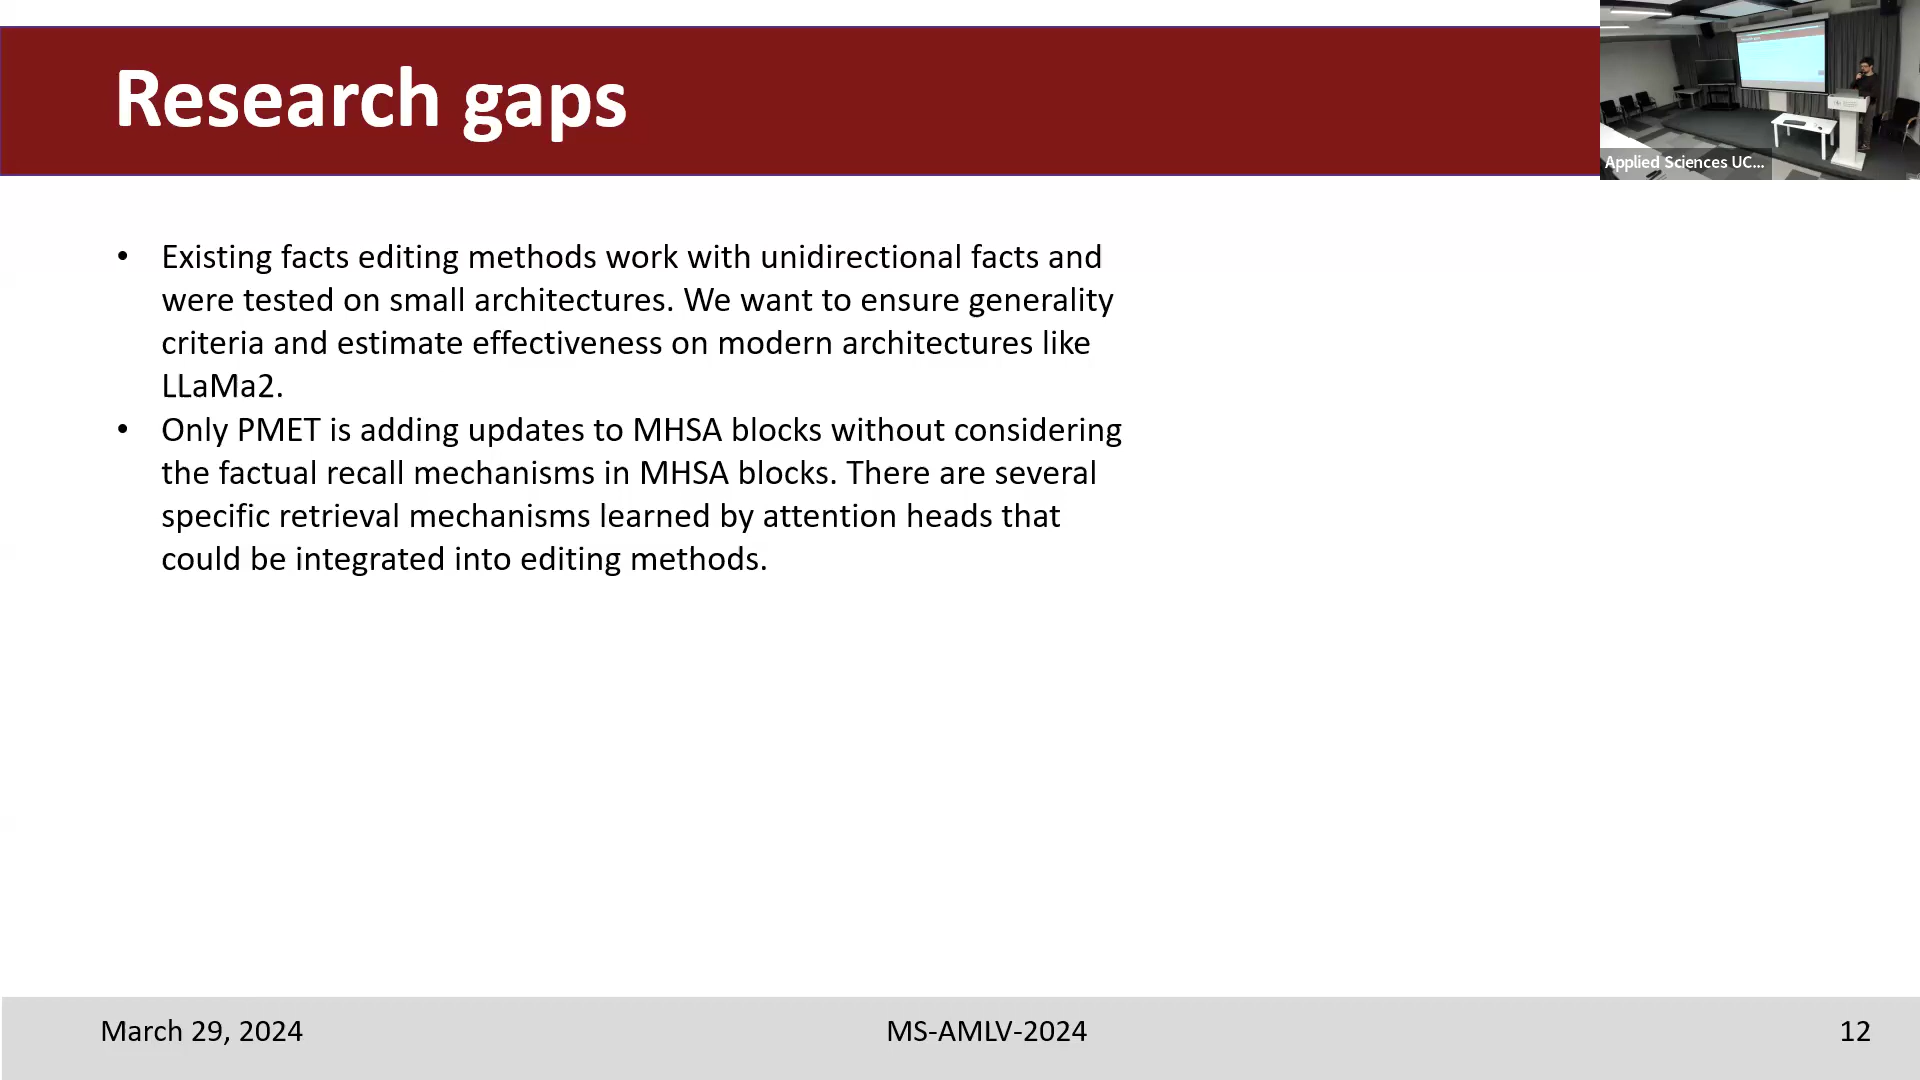 Research gaps
Applied Sciences UC...
• Existing facts editing methods work with unidirectional facts and
were tested on small architectures. We want to ensure generality
criteria and estimate effectiveness on modern architectures like
LLaMa2.
• Only PMET is adding updates to MHSA blocks without considering
the factual recall mechanisms in MHSA blocks. There are several
specific retrieval mechanisms learned by attention heads that
could be integrated into editing methods.
March 29, 2024
MS-AMLV-2024
12